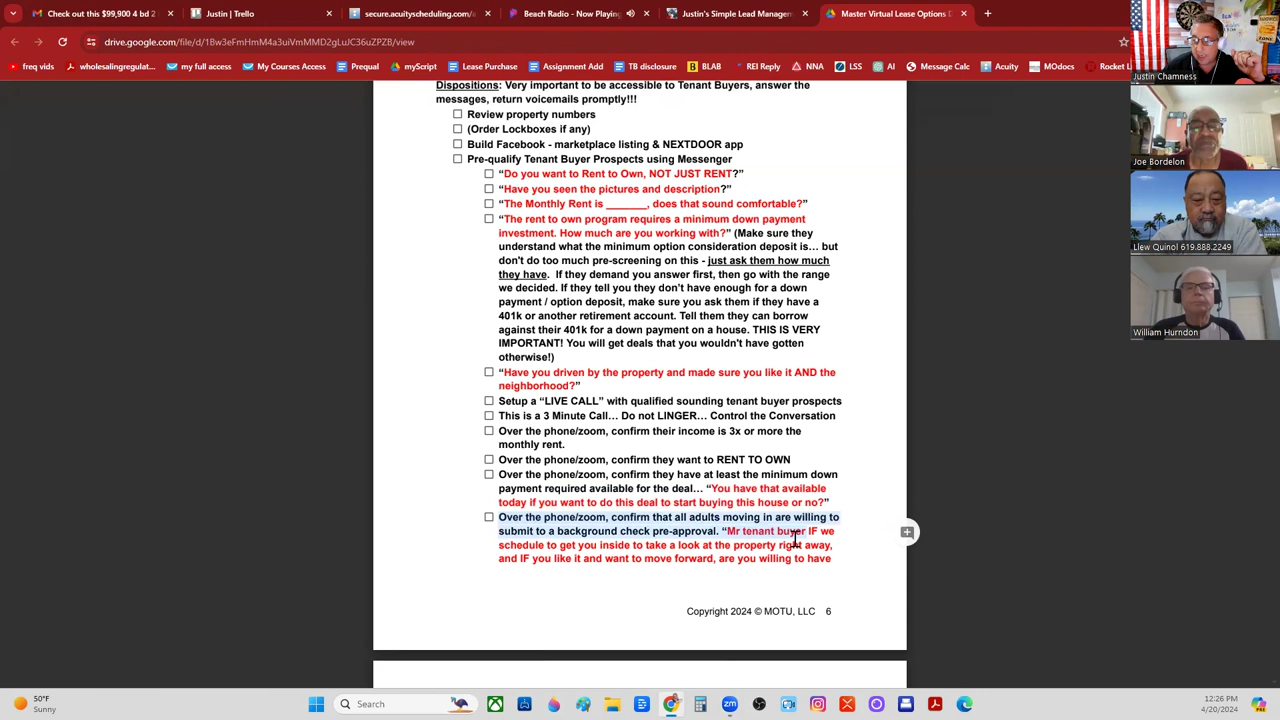 Check out this $99,900 4 bd 2
Justin | Trello
secure.acuityscheduling.com/a
Beach Radio - Now Playing
Justin's Simple Lead Manage
Master Virtual Lease Options D
drive.google.com/file/d/1Bw3eFmHmM4a3uiVmMMD2gLuJC36uZPZB/view
freq vids
wholesalingregulat...
my full access
My Courses Access
Prequal
myScript
Lease Purchase
Assignment Add
TB disclosure
BLAB
REI Reply
NNA
LSS
AI
Message Calc
Acuity
MOdocs
Rocket L
Dispositions: Very important to be accessible to Tenant Buyers, answer the
messages, return voicemails promptly!!!
Review property numbers
(Order Lockboxes if any)
Build Facebook - marketplace listing & NEXTDOOR app
Pre-qualify Tenant Buyer Prospects using Messenger
“Do you want to Rent to Own, NOT JUST RENT?”
“Have you seen the pictures and description?”
“The Monthly Rent is _______, does that sound comfortable?”
“The rent to own program requires a minimum down payment
investment. How much are you working with?” (Make sure they
understand what the minimum option consideration deposit is… but
don't do too much pre-screening on this - just ask them how much
they have. If they demand you answer first, then go with the range
we decided. If they tell you they don’t have enough for a down
payment / option deposit, make sure you ask them if they have a
401k or another retirement account. Tell them they can borrow
against their 401k for a down payment on a house. THIS IS VERY
IMPORTANT! You will get deals that you wouldn't have gotten
otherwise!)
“Have you driven by the property and made sure you like it AND the
neighborhood?”
Setup a “LIVE CALL” with qualified sounding tenant buyer prospects
This is a 3 Minute Call… Do not LINGER… Control the Conversation
Over the phone/zoom, confirm their income is 3x or more the
monthly rent.
Over the phone/zoom, confirm they want to RENT TO OWN
Over the phone/zoom, confirm they have at least the minimum down
payment required available for the deal… “You have that available
today if you want to do this deal to start buying this house or no?”
Over the phone/zoom, confirm that all adults moving in are willing to
submit to a background check pre-approval. “Mr tenant buyer IF we
schedule to get you inside to take a look at the property right away,
and IF you like it and want to move forward, are you willing to have
Copyright 2024 © MOTU, LLC 6
Justin Chamness
Joe Bordelon
Llew Quinol 619.888.2249
William Hurndon
50°F
Sunny
Search
12:26 PM
4/20/2024